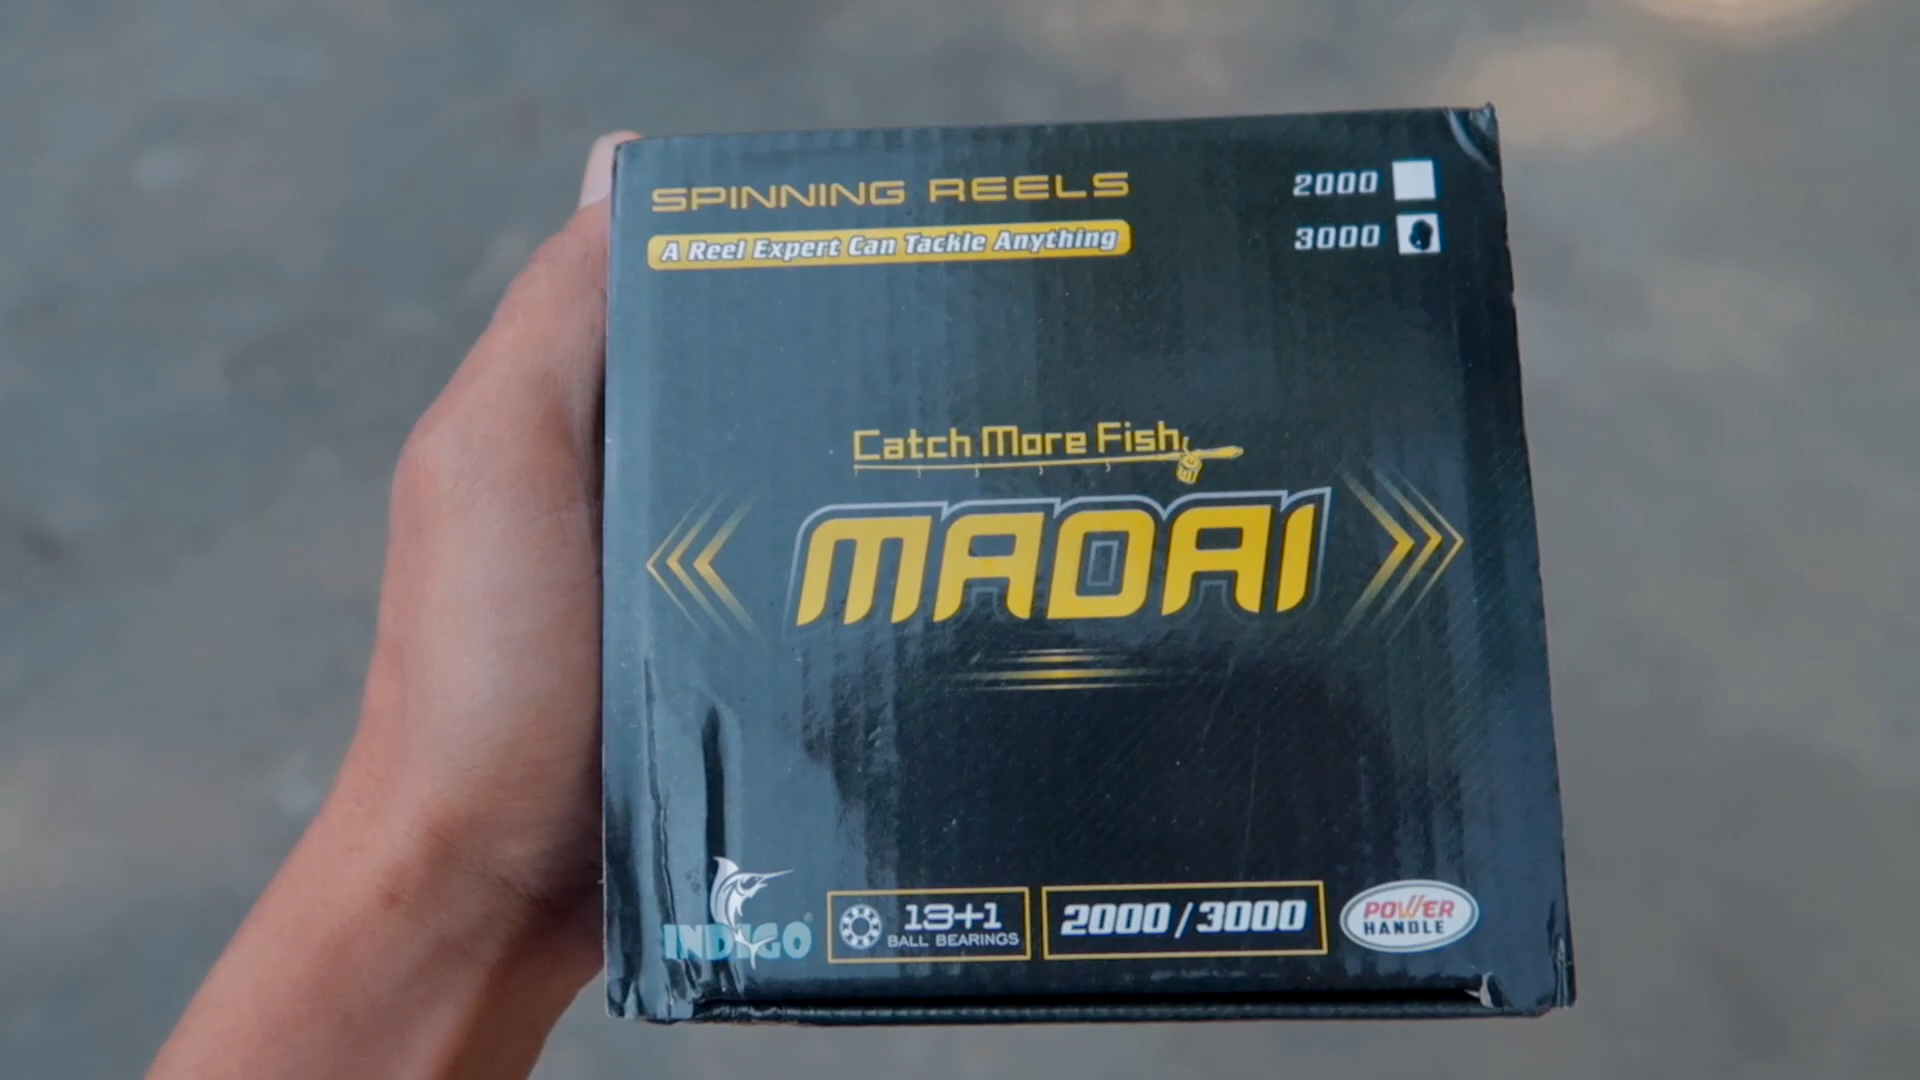 SPINNING REELS
A Reel Expert Can Tackle Anything
2000
3000
Catch More Fish
MADAI
INDIGO®
13+1
BALL BEARINGS
2000/3000
POWER
HANDLE